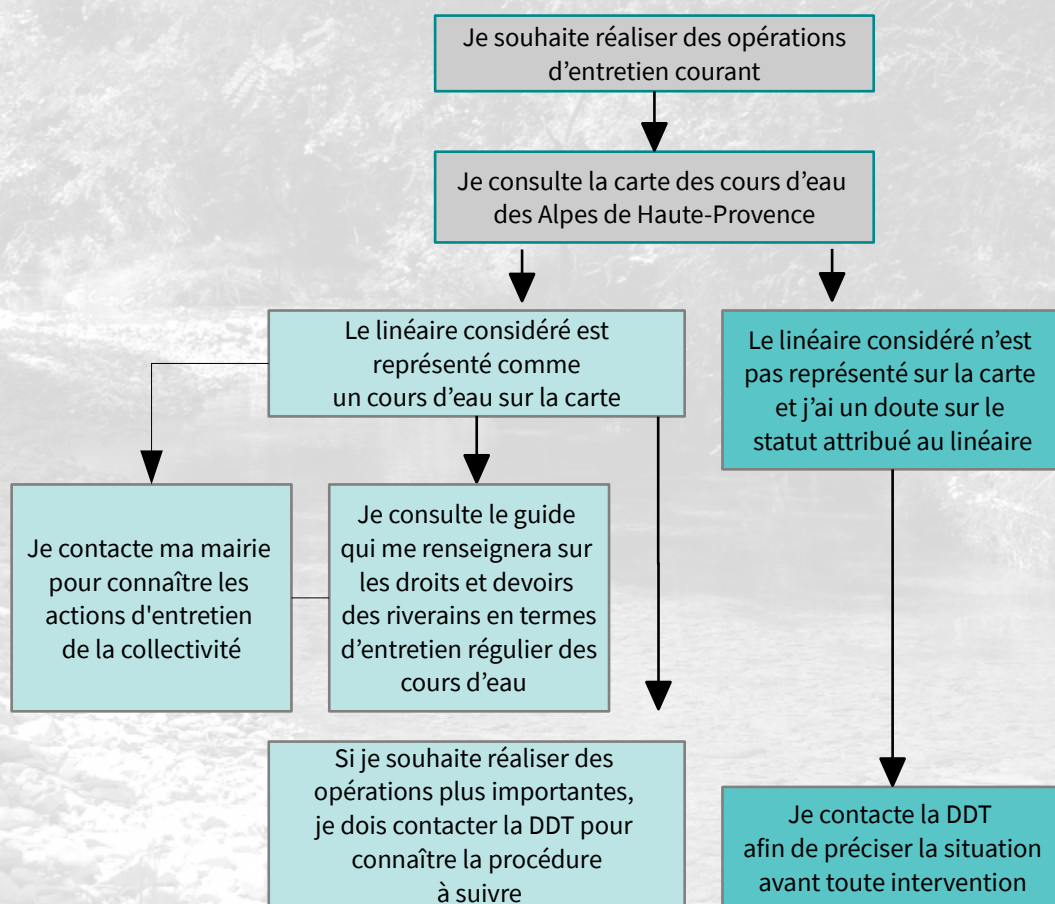 Je souhaite réaliser des opérations
d’entretien courant
Je consulte la carte des cours d’eau
des Alpes de Haute-Provence
Le linéaire considéré est
représenté comme
un cours d’eau sur la carte
Le linéaire considéré n’est
pas représenté sur la carte
et j’ai un doute sur le
statut attribué au linéaire
Je contacte ma mairie
pour connaître les
actions d'entretien
de la collectivité
Je consulte le guide
qui me renseignera sur
les droits et devoirs
des riverains en termes
d’entretien régulier des
cours d’eau
Si je souhaite réaliser des
opérations plus importantes,
je dois contacter la DDT pour
connaître la procédure
à suivre
Je contacte la DDT
afin de préciser la situation
avant toute intervention